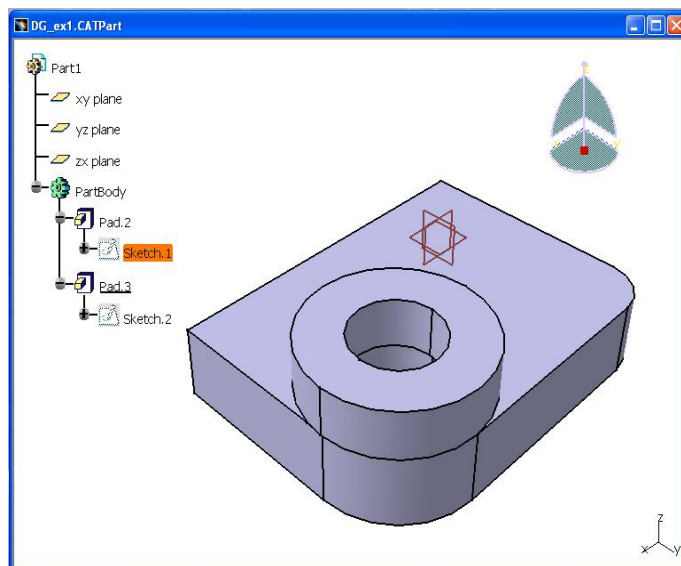 DG_ex1.CATPart
Part1
xy plane
yz plane
zx plane
PartBody
Pad.2
Sketch.1
Pad.3
Sketch.2
z
x
y